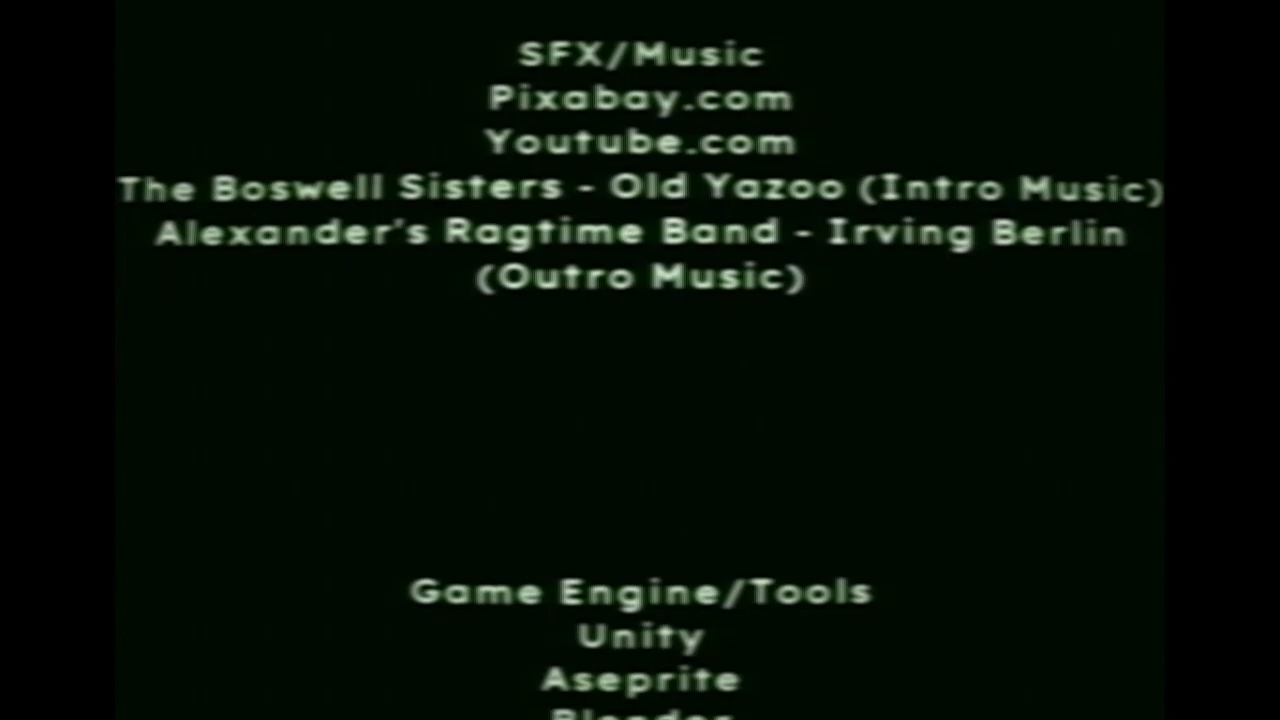 SFX/Music
Pixabay.com
Youtube.com
The Boswell Sisters - Old Yazoo (Intro Music)
Alexander's Ragtime Band - Irving Berlin
(Outro Music)
Game Engine/Tools
Unity
Aseprite
Blender